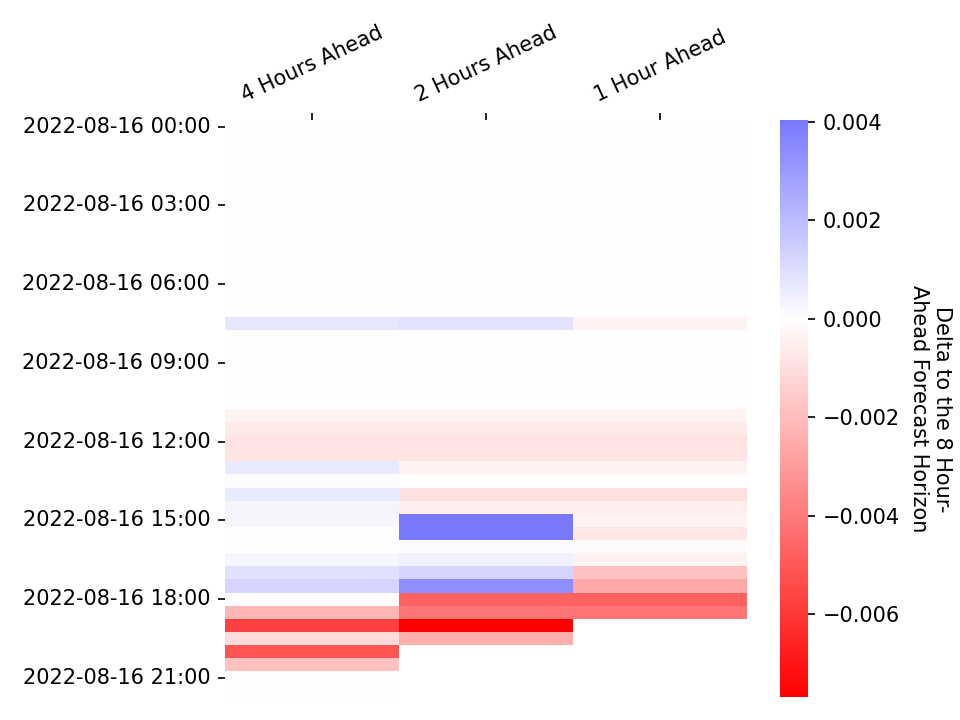 4 Hours Ahead
2 Hours Ahead
1 Hour Ahead
2022-08-16 00:00
2022-08-16 03:00
2022-08-16 06:00
2022-08-16 09:00
2022-08-16 12:00
2022-08-16 15:00
2022-08-16 18:00
2022-08-16 21:00
0.004
0.002
0.000
−0.002
−0.004
−0.006
Delta to the 8 Hour-
Ahead Forecast Horizon